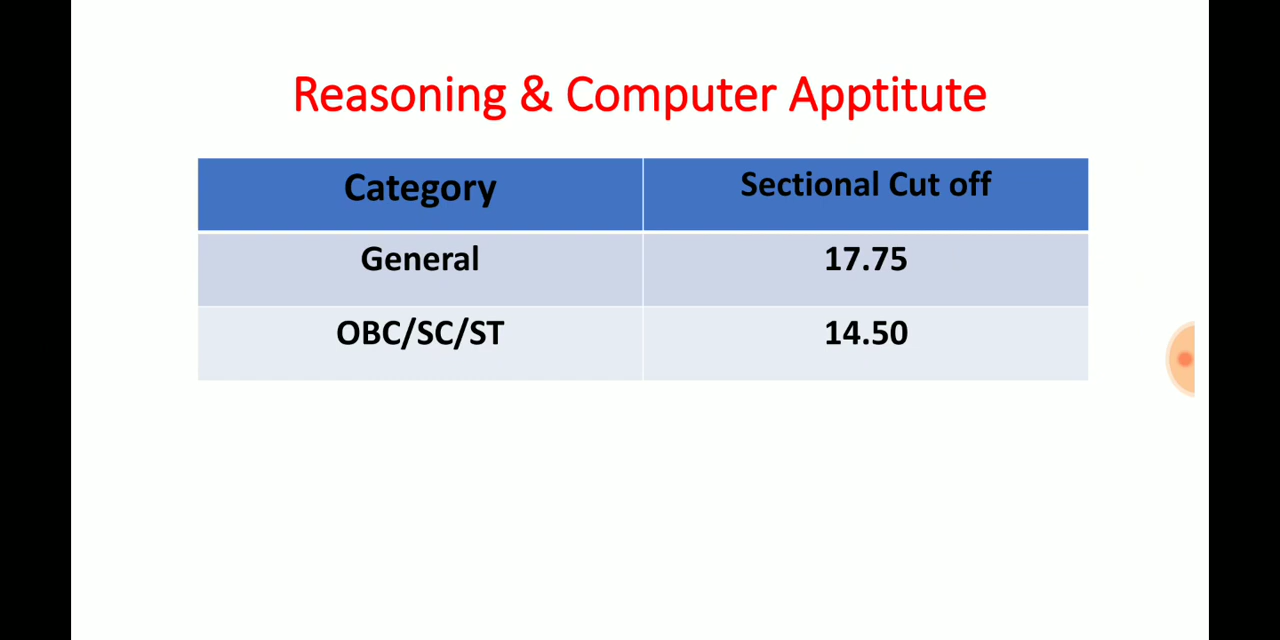 Reasoning & Computer Apptitute
Category Sectional Cut off
General 17.75
OBC/SC/ST 14.50